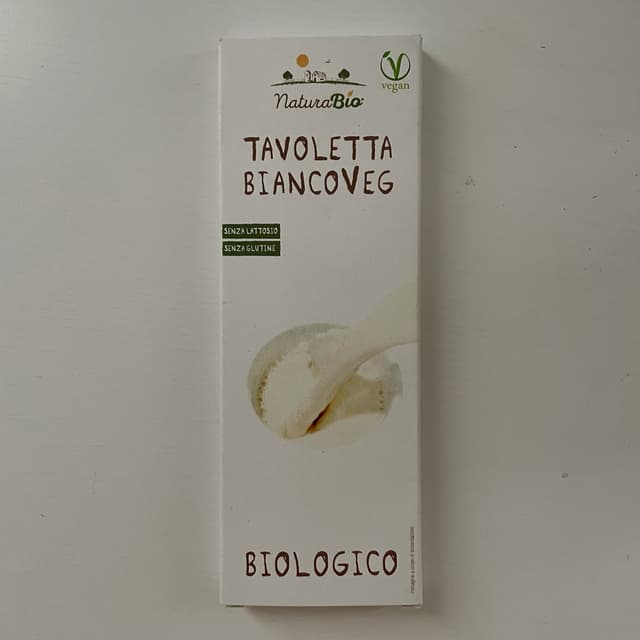 NaturaBio
vegan
TAVOLETTA
BIANCOVEG
SENZA LATTOSIO
SENZA GLUTINE
BIOLOGICO